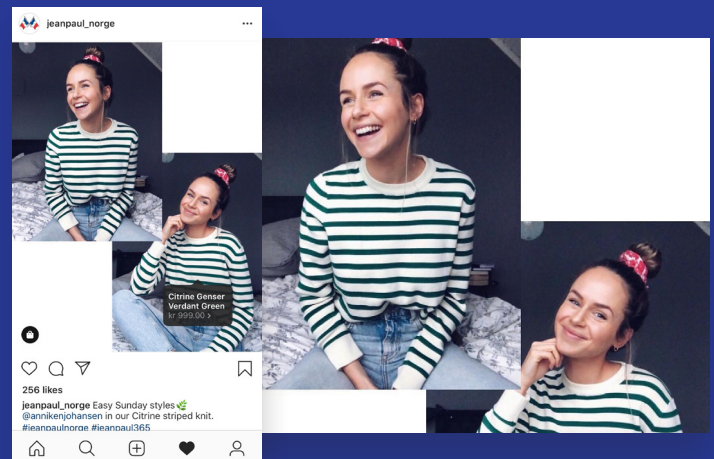 jeanpaul_norge
Citrine Genser
Verdant Green
kr 999.00 >
256 likes
jeanpaul_norge Easy Sunday styles🌿
@annikenjohansen in our Citrine striped knit.
#jeanpaulnorge #jeanpaul365